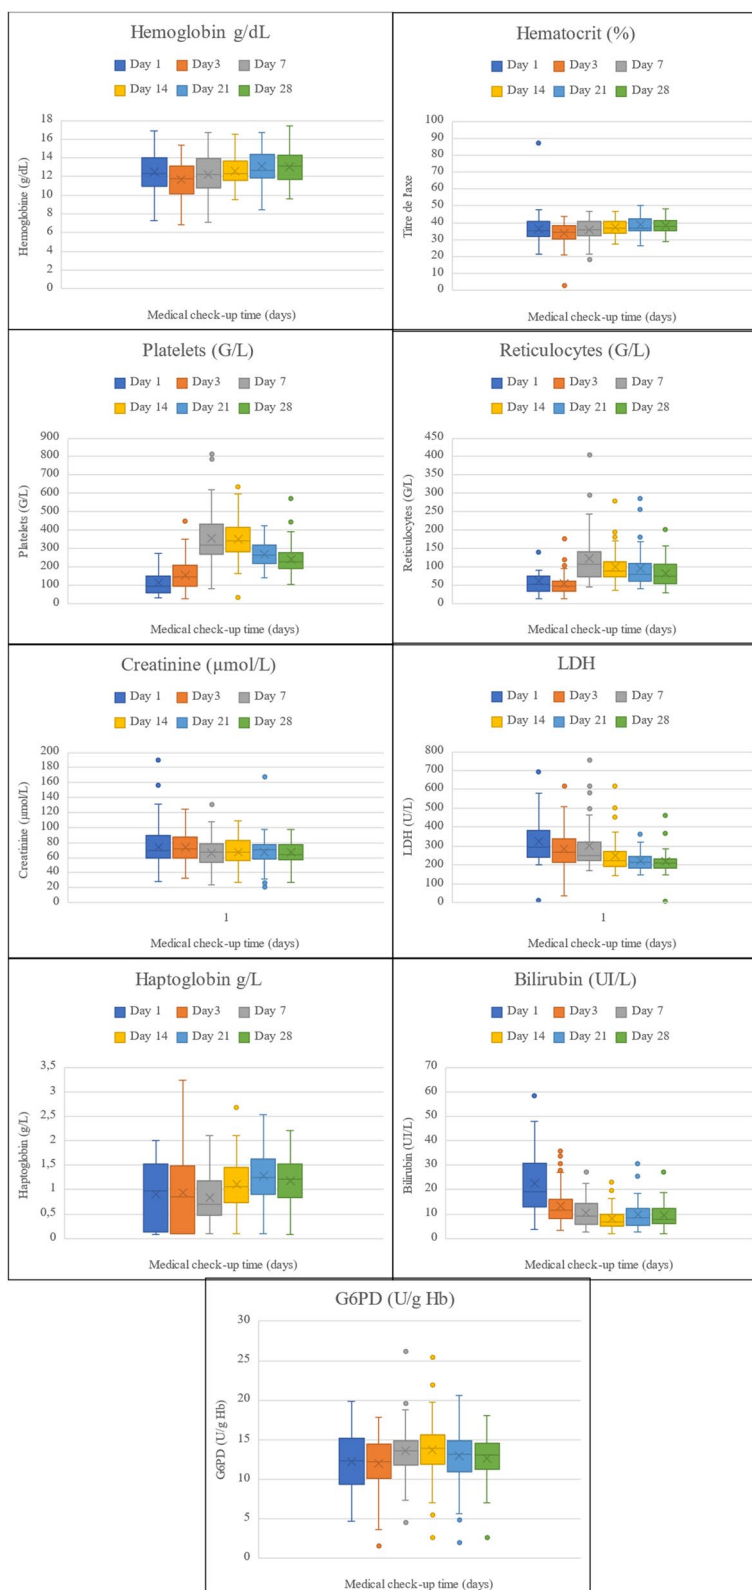 Hemoglobin g/dL
Day 1 Day3 Day 7
Day 14 Day 21 Day 28
18
16
14
12
10
8
6
4
2
0
Hemoglobine (g/dL)
Medical check-up time (days)
Hematocrit (%)
Day 1 Day3 Day 7
Day 14 Day 21 Day 28
100
90
80
70
60
50
40
30
20
10
0
Titre de l'axe
Medical check-up time (days)
Platelets (G/L)
Day 1 Day3 Day 7
Day 14 Day 21 Day 28
900
800
700
600
500
400
300
200
100
0
Platelets (G/L)
Medical check-up time (days)
Reticulocytes (G/L)
Day 1 Day3 Day 7
Day 14 Day 21 Day 28
450
400
350
300
250
200
150
100
50
0
Reticulocytes (G/L)
Medical check-up time (days)
Creatinine (µmol/L)
Day 1 Day3 Day 7
Day 14 Day 21 Day 28
200
180
160
140
120
100
80
60
40
20
0
Creatinine (µmol/L)
1
Medical check-up time (days)
LDH
Day 1 Day3 Day 7
Day 14 Day 21 Day 28
800
700
600
500
400
300
200
100
0
LDH (U/L)
1
Medical check-up time (days)
Haptoglobin g/L
Day 1 Day3 Day 7
Day 14 Day 21 Day 28
3,5
3
2,5
2
1,5
1
0,5
0
Haptoglobin (g/L)
Medical check-up time (days)
Bilirubin (UI/L)
Day 1 Day3 Day 7
Day 14 Day 21 Day 28
70
60
50
40
30
20
10
0
Bilirubin (UI/L)
Medical check-up time (days)
G6PD (U/g Hb)
Day 1 Day3 Day 7
Day 14 Day 21 Day 28
30
25
20
15
10
5
0
G6PD (U/g Hb)
Medical check-up time (days)